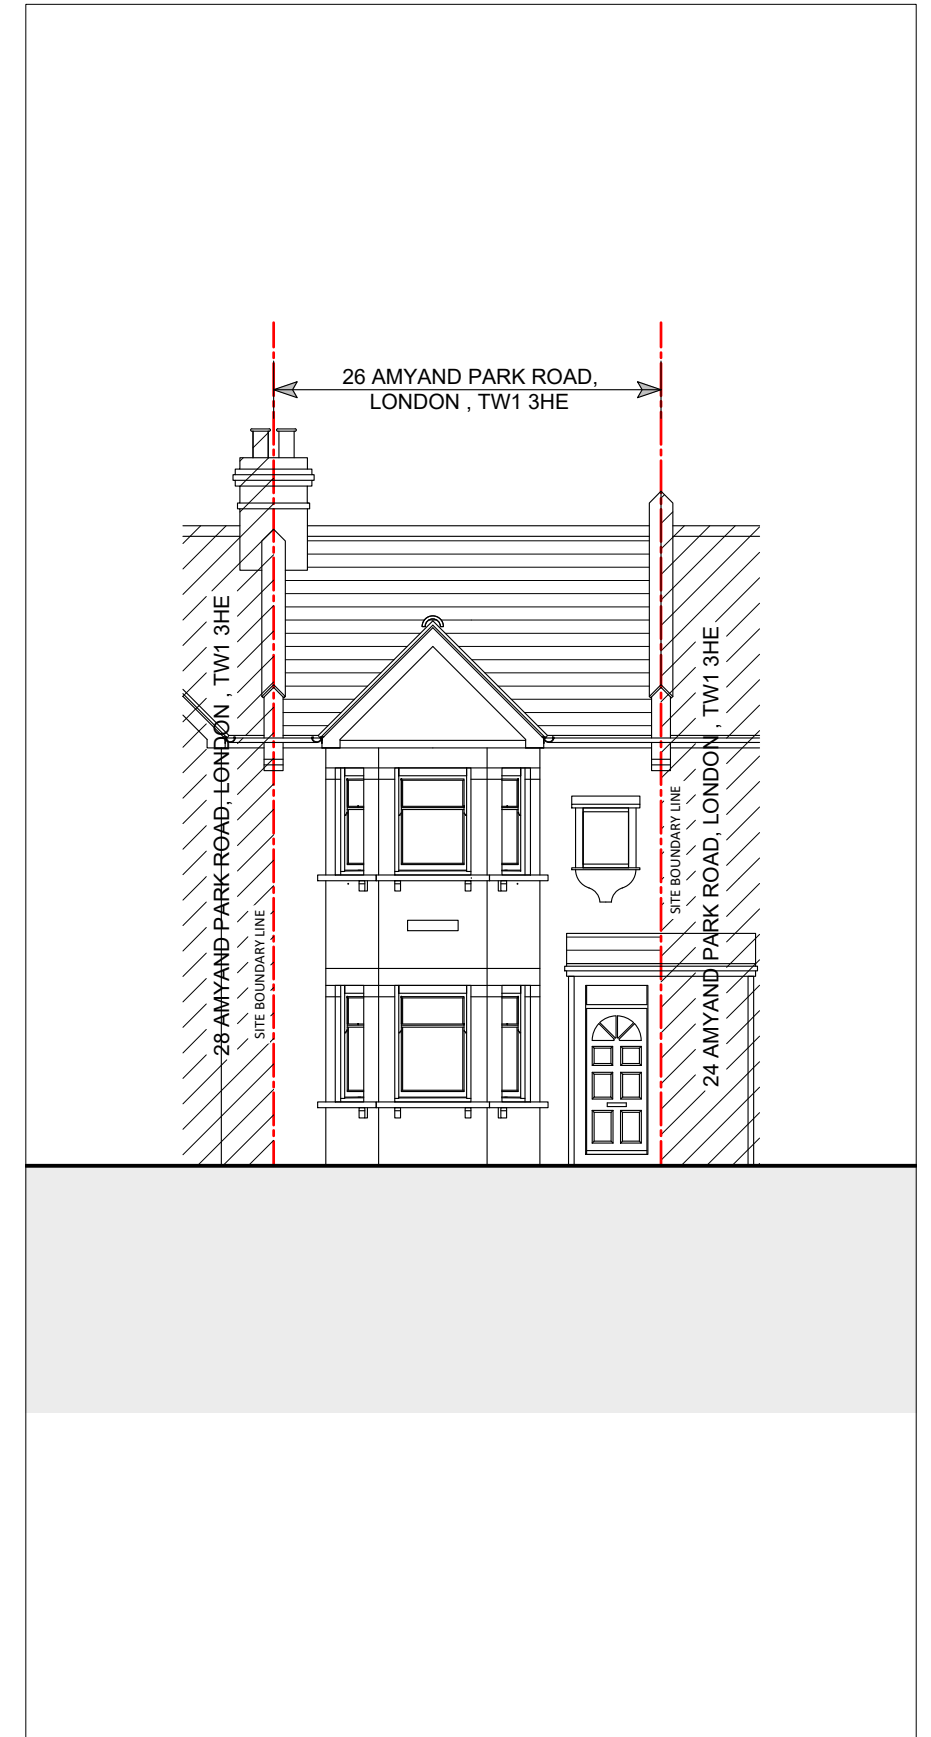 26 AMYAND PARK ROAD,
LONDON , TW1 3HE
28 AMYAND PARK ROAD, LONDON , TW1 3HE
SITE BOUNDARY LINE
SITE BOUNDARY LINE
24 AMYAND PARK ROAD, LONDON , TW1 3HE